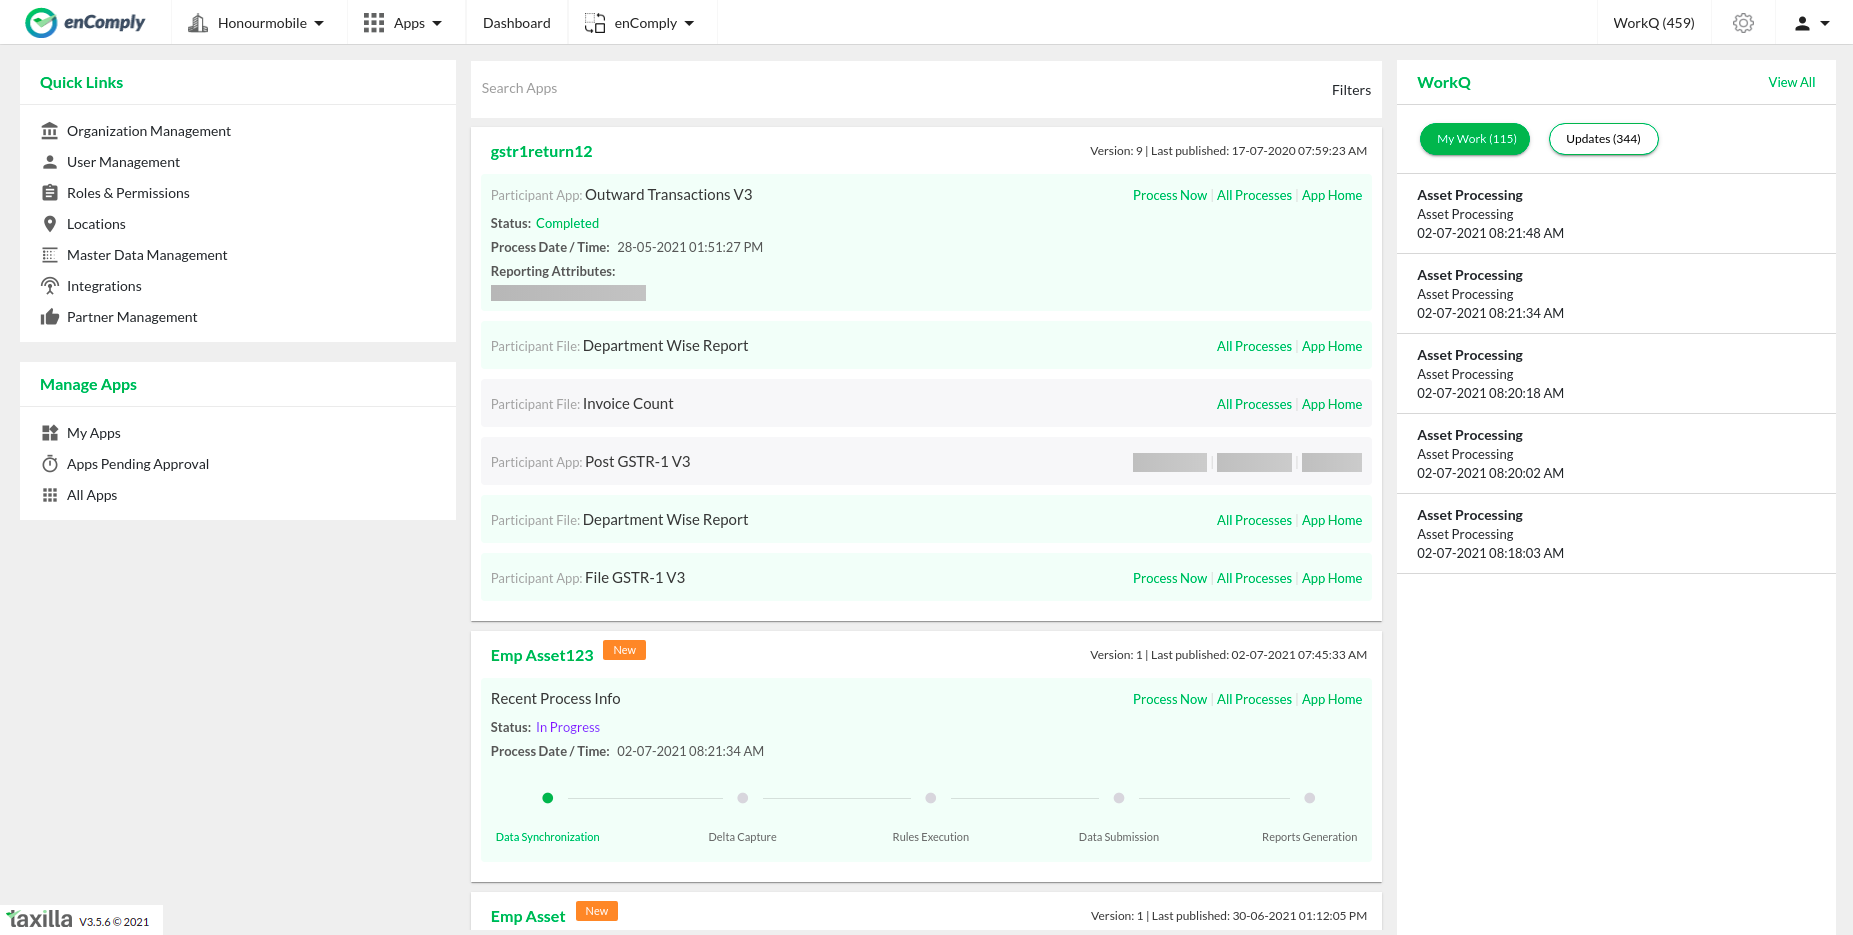 enComply
Honourmobile
Apps
Dashboard
enComply
WorkQ (459)
Quick Links
Organization Management
User Management
Roles & Permissions
Locations
Master Data Management
Integrations
Partner Management
Manage Apps
My Apps
Apps Pending Approval
All Apps
taxilla V3.5.6 © 2021
Search Apps
Filters
gstr1return12
Version: 9 | Last published: 17-07-2020 07:59:23 AM
Participant App: Outward Transactions V3
Process Now | All Processes | App Home
Status: Completed
Process Date / Time: 28-05-2021 01:51:27 PM
Reporting Attributes:
Participant File: Department Wise Report
All Processes | App Home
Participant File: Invoice Count
All Processes | App Home
Participant App: Post GSTR-1 V3
Participant File: Department Wise Report
All Processes | App Home
Participant App: File GSTR-1 V3
Process Now | All Processes | App Home
Emp Asset123 New
Version: 1 | Last published: 02-07-2021 07:45:33 AM
Recent Process Info
Process Now | All Processes | App Home
Status: In Progress
Process Date / Time: 02-07-2021 08:21:34 AM
Data Synchronization
Delta Capture
Rules Execution
Data Submission
Reports Generation
Emp Asset New
Version: 1 | Last published: 30-06-2021 01:12:05 PM
WorkQ
View All
My Work (115)
Updates (344)
Asset Processing
Asset Processing
02-07-2021 08:21:48 AM
Asset Processing
Asset Processing
02-07-2021 08:21:34 AM
Asset Processing
Asset Processing
02-07-2021 08:20:18 AM
Asset Processing
Asset Processing
02-07-2021 08:20:02 AM
Asset Processing
Asset Processing
02-07-2021 08:18:03 AM